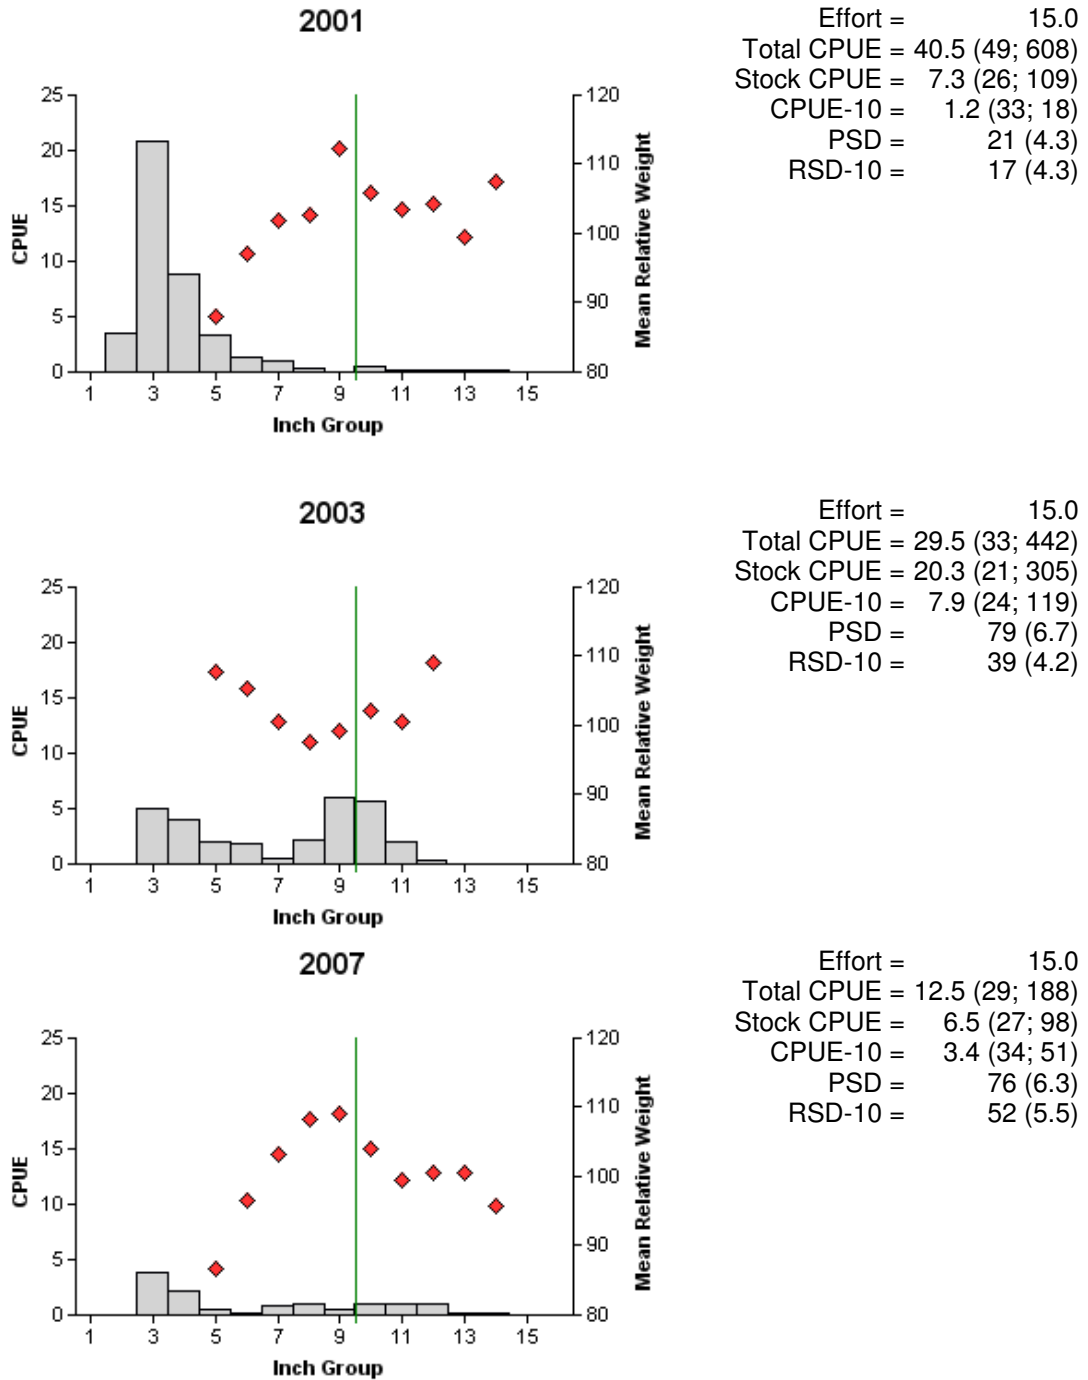 2001
Effort = 15.0
Total CPUE = 40.5 (49; 608)
Stock CPUE = 7.3 (26; 109)
CPUE-10 = 1.2 (33; 18)
PSD = 21 (4.3)
RSD-10 = 17 (4.3)
25
20
15
10
5
0
CPUE
120
110
100
90
80
Mean Relative Weight
1 3 5 7 9 11 13 15
Inch Group
2003
Effort = 15.0
Total CPUE = 29.5 (33; 442)
Stock CPUE = 20.3 (21; 305)
CPUE-10 = 7.9 (24; 119)
PSD = 79 (6.7)
RSD-10 = 39 (4.2)
25
20
15
10
5
0
CPUE
120
110
100
90
80
Mean Relative Weight
1 3 5 7 9 11 13 15
Inch Group
2007
Effort = 15.0
Total CPUE = 12.5 (29; 188)
Stock CPUE = 6.5 (27; 98)
CPUE-10 = 3.4 (34; 51)
PSD = 76 (6.3)
RSD-10 = 52 (5.5)
25
20
15
10
5
0
CPUE
120
110
100
90
80
Mean Relative Weight
1 3 5 7 9 11 13 15
Inch Group